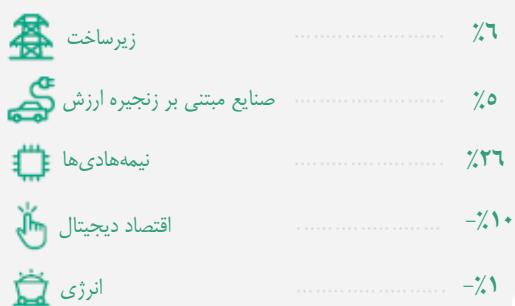 زیرساخت ...................... ٪۶
صنایع مبتنی بر زنجیره ارزش ...................... ٪۵
نیمه‌هادی‌ها ...................... ٪۲۶
اقتصاد دیجیتال ..................... ٪۱۰-
انرژی ...................... ٪۱-